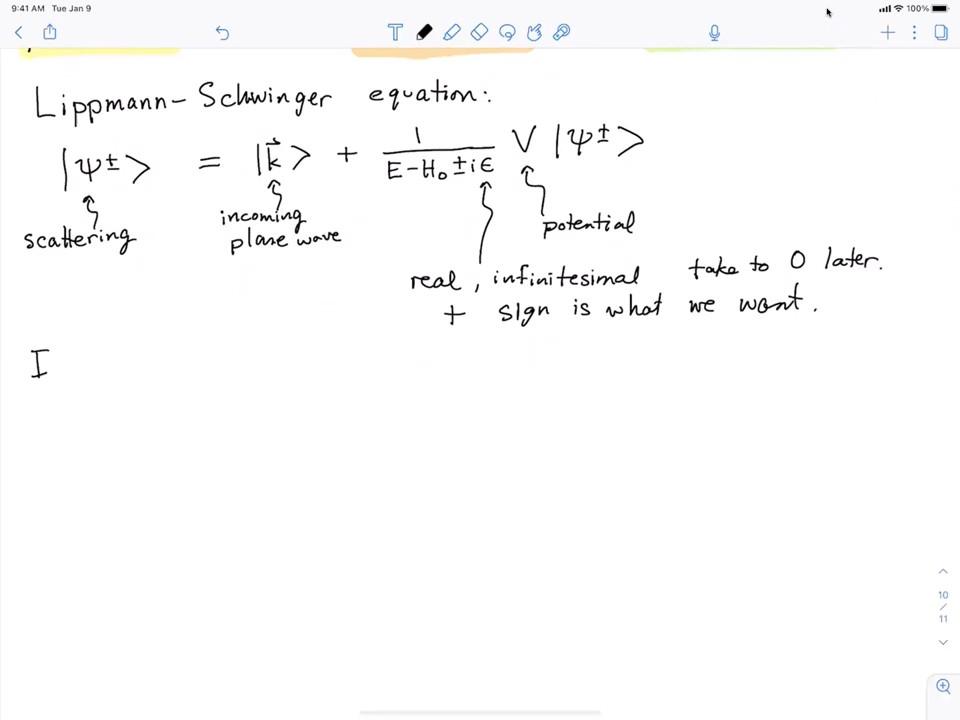 9:41 AM Tue Jan 9
100%
Lippmann-Schwinger equation:
|ψ±⟩ = |k⃗⟩ + 1/(E-H₀±iϵ) V |ψ±⟩
scattering
incoming
plane wave
potential
real, infinitesimal take to 0 later.
+ sign is what we want.
I
10
/
11